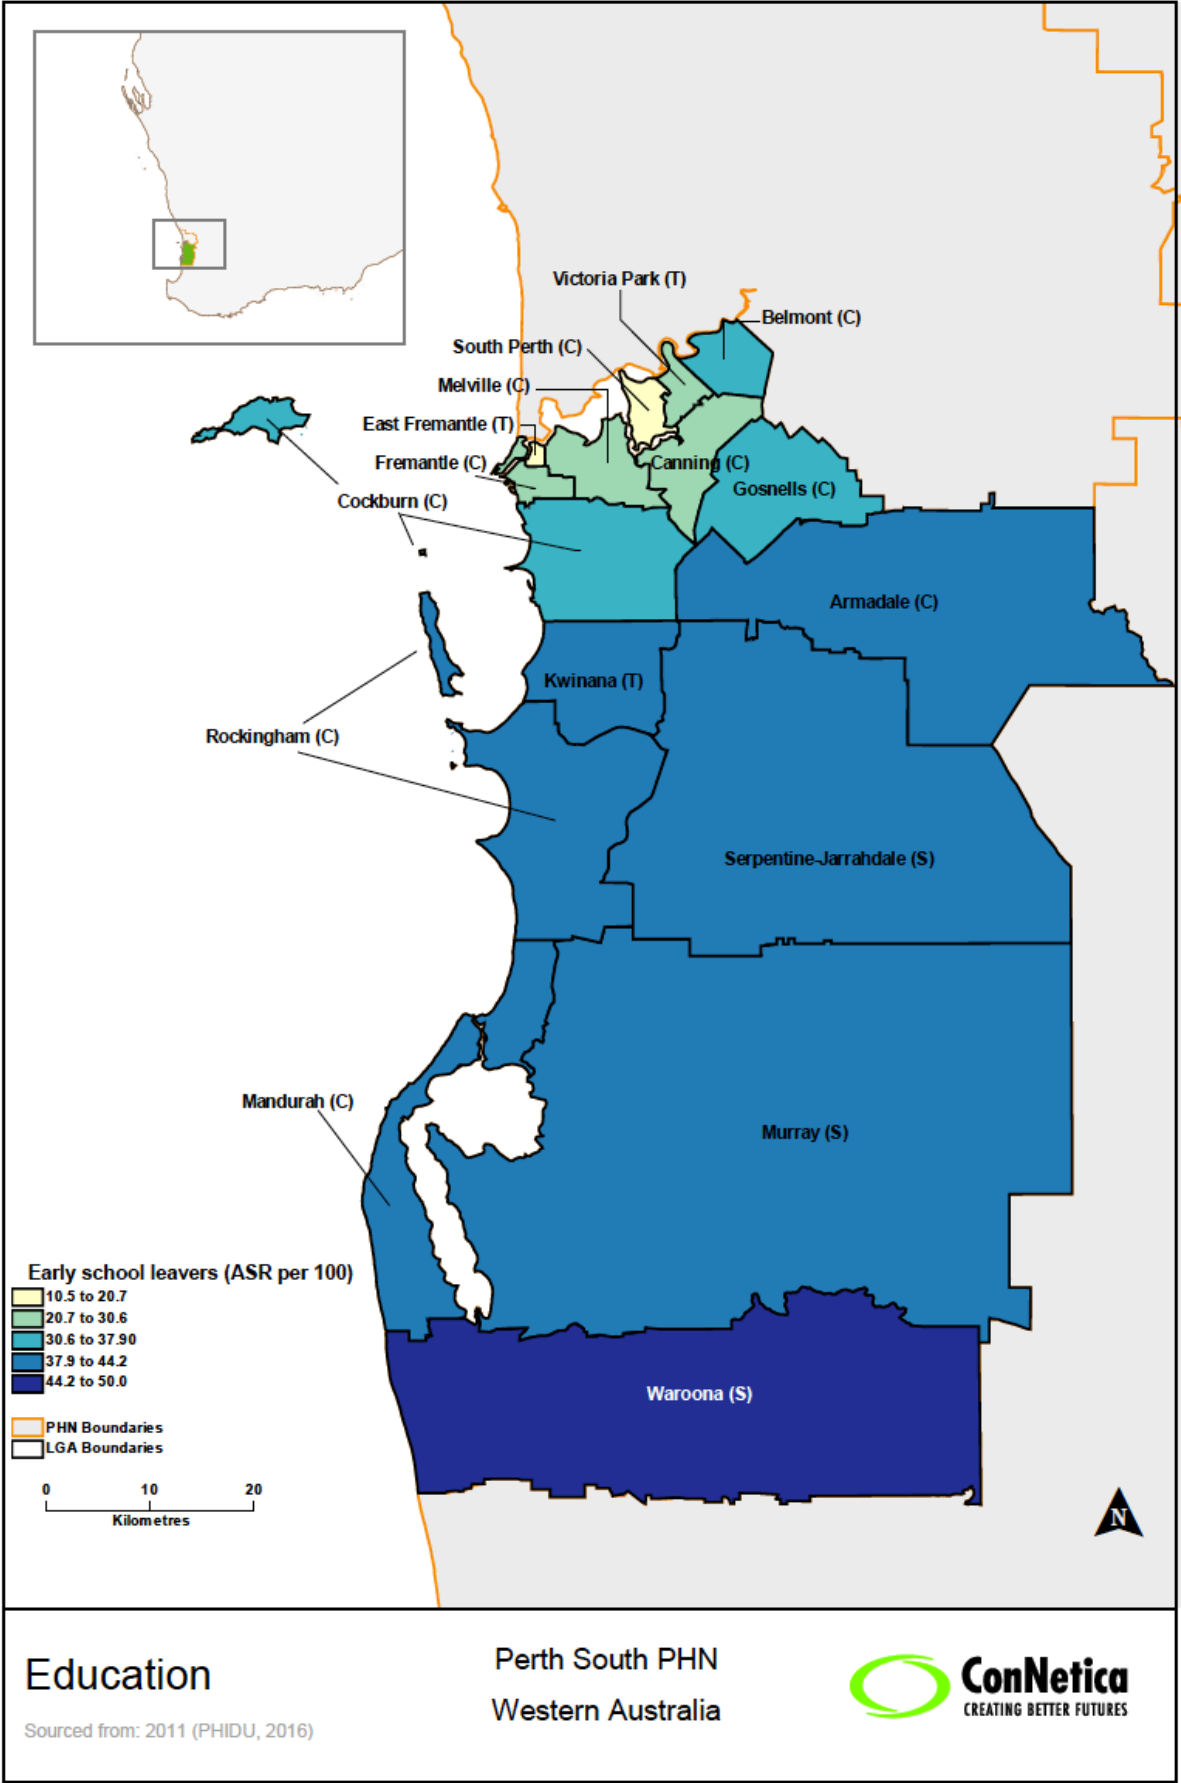 Victoria Park (T)
Belmont (C)
South Perth (C)
Melville (C)
East Fremantle (T)
Fremantle (C)
Canning (C)
Gosnells (C)
Cockburn (C)
Armadale (C)
Kwinana (T)
Rockingham (C)
Serpentine-Jarrahdale (S)
Mandurah (C)
Murray (S)
Waroona (S)
Early school leavers (ASR per 100)
10.5 to 20.7
20.7 to 30.6
30.6 to 37.90
37.9 to 44.2
44.2 to 50.0
PHN Boundaries
LGA Boundaries
0 10 20
Kilometres
N
Education
Sourced from: 2011 (PHIDU, 2016)
Perth South PHN
Western Australia
ConNetica
CREATING BETTER FUTURES